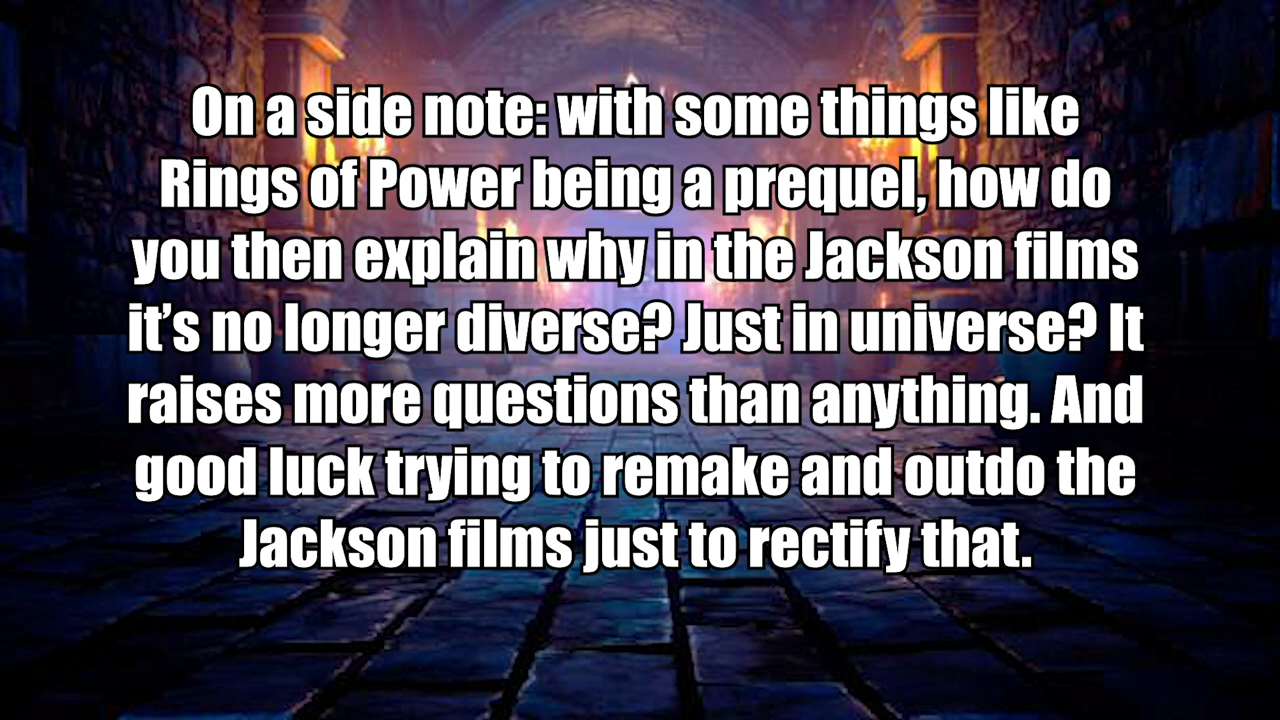 On a side note: with some things like
Rings of Power being a prequel, how do
you then explain why in the Jackson films
it’s no longer diverse? Just in universe? It
raises more questions than anything. And
good luck trying to remake and outdo the
Jackson films just to rectify that.